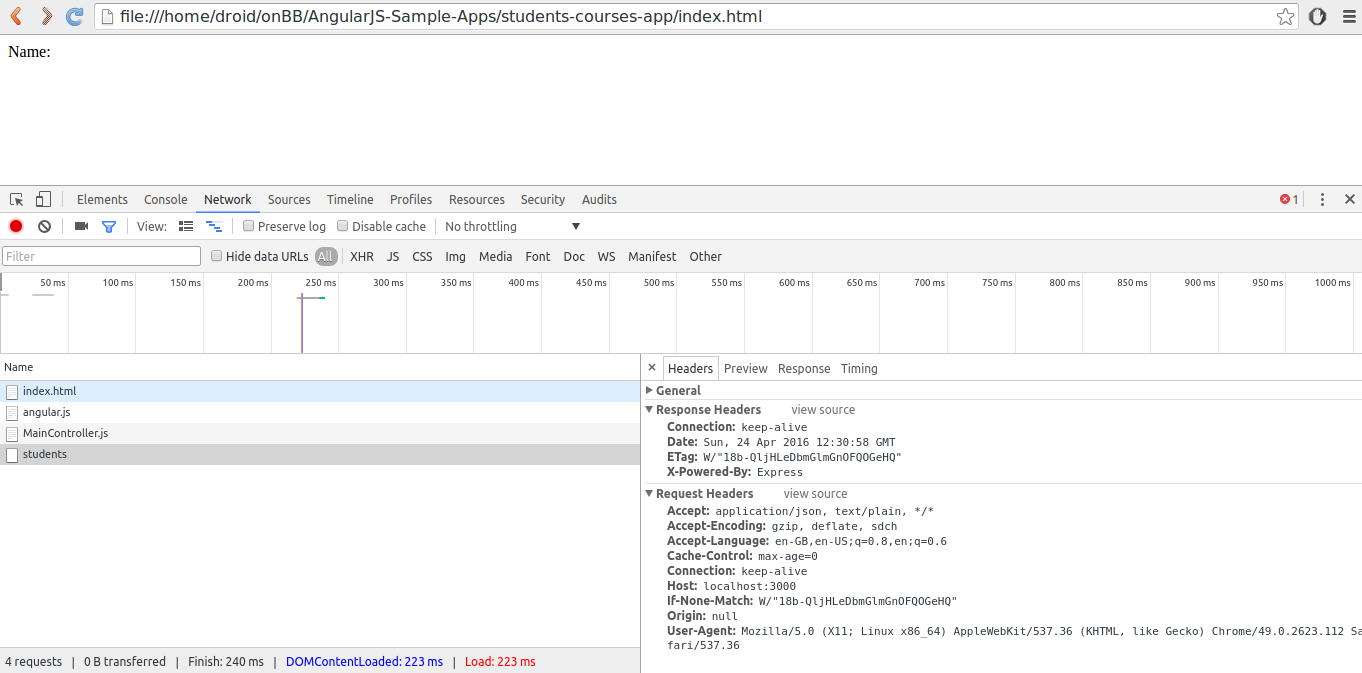 file:///home/droid/onBB/AngularJS-Sample-Apps/students-courses-app/index.html
Name:
Elements Console Network Sources Timeline Profiles Resources Security Audits 1
View: Preserve log Disable cache No throttling
Filter Hide data URLs All XHR JS CSS Img Media Font Doc WS Manifest Other
50 ms 100 ms 150 ms 200 ms 250 ms 300 ms 350 ms 400 ms 450 ms 500 ms 550 ms 600 ms 650 ms 700 ms 750 ms 800 ms 850 ms 900 ms 950 ms 1000 ms
Name
index.html
angular.js
MainController.js
students
Headers Preview Response Timing
General
Response Headers view source
Connection: keep-alive
Date: Sun, 24 Apr 2016 12:30:58 GMT
ETag: W/"18b-QljHLeDbmGlmGnOFQOGeHQ"
X-Powered-By: Express
Request Headers view source
Accept: application/json, text/plain, */*
Accept-Encoding: gzip, deflate, sdch
Accept-Language: en-GB,en-US;q=0.8,en;q=0.6
Cache-Control: max-age=0
Connection: keep-alive
Host: localhost:3000
If-None-Match: W/"18b-QljHLeDbmGlmGnOFQOGeHQ"
Origin: null
User-Agent: Mozilla/5.0 (X11; Linux x86_64) AppleWebKit/537.36 (KHTML, like Gecko) Chrome/49.0.2623.112 Sa
fari/537.36
4 requests | 0 B transferred | Finish: 240 ms | DOMContentLoaded: 223 ms | Load: 223 ms